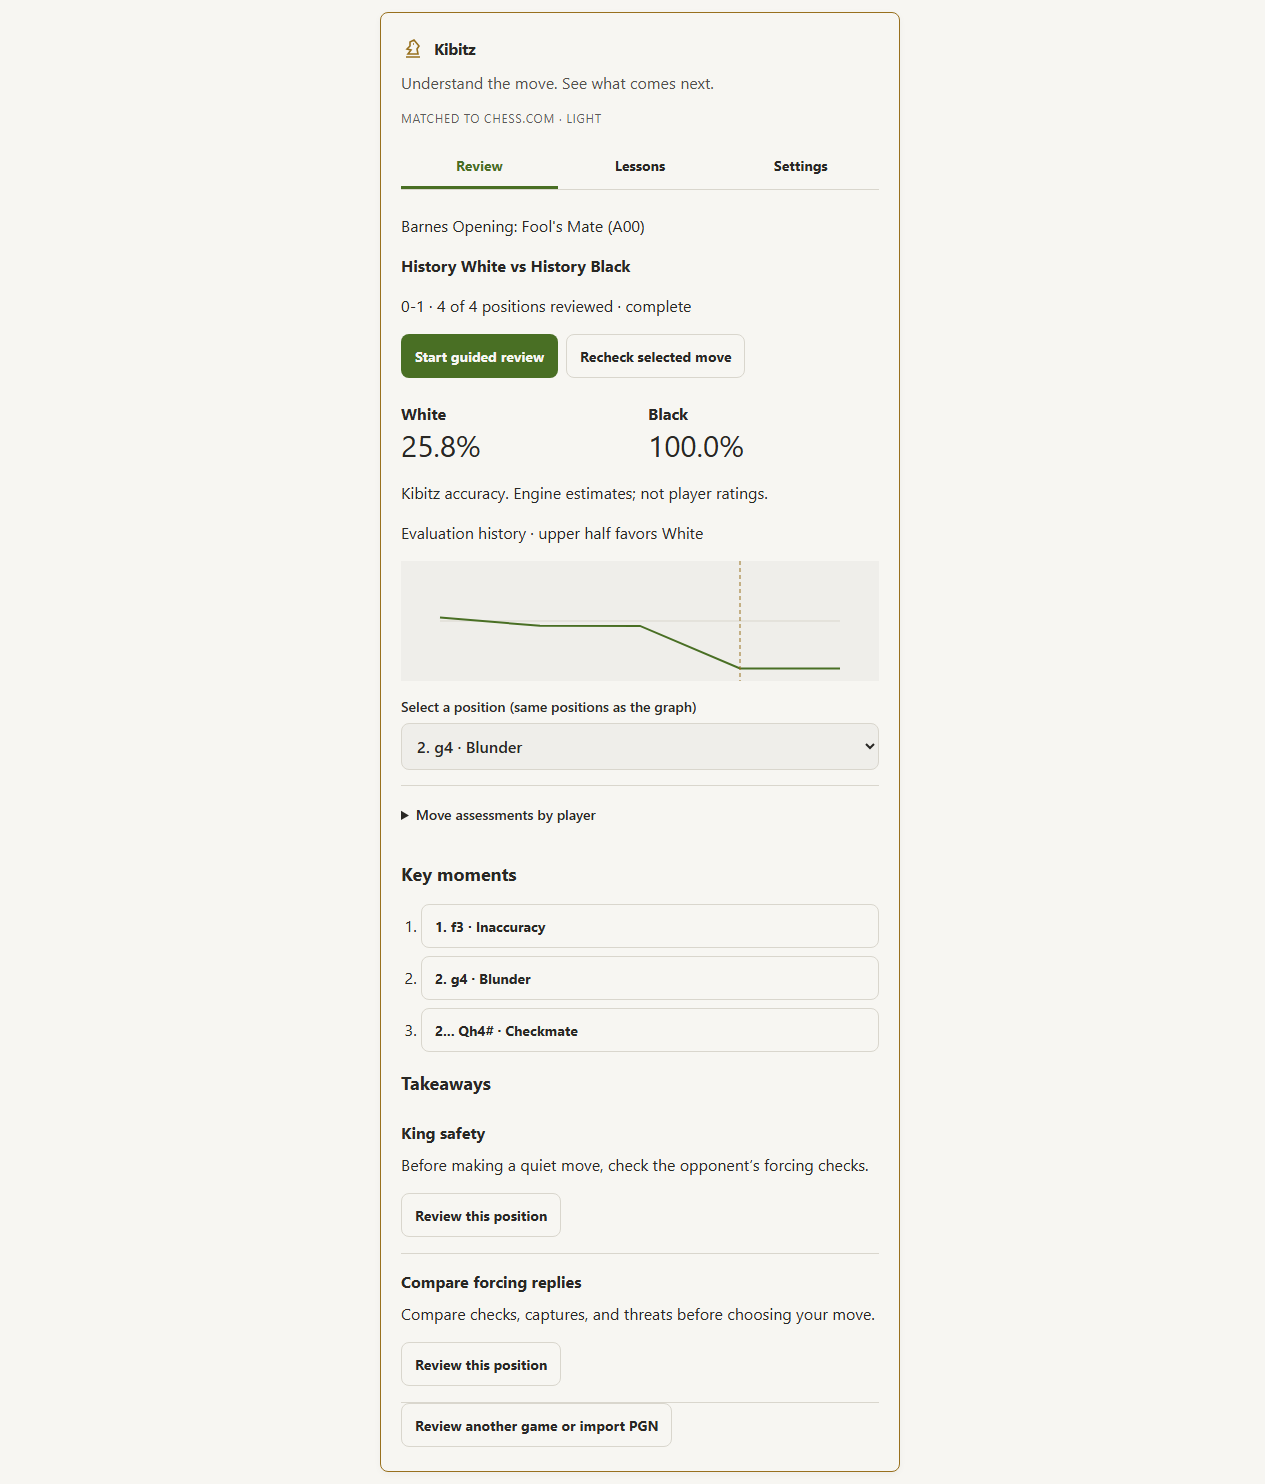 Kibitz
Understand the move. See what comes next.
MATCHED TO CHESS.COM · LIGHT
Review Lessons Settings
Barnes Opening: Fool's Mate (A00)
History White vs History Black
0-1 · 4 of 4 positions reviewed · complete
Start guided review Recheck selected move
White Black
25.8% 100.0%
Kibitz accuracy. Engine estimates; not player ratings.
Evaluation history · upper half favors White
Select a position (same positions as the graph)
2. g4 · Blunder
Move assessments by player
Key moments
1. 1. f3 · Inaccuracy
2. 2. g4 · Blunder
3. 2... Qh4# · Checkmate
Takeaways
King safety
Before making a quiet move, check the opponent’s forcing checks.
Review this position
Compare forcing replies
Compare checks, captures, and threats before choosing your move.
Review this position
Review another game or import PGN